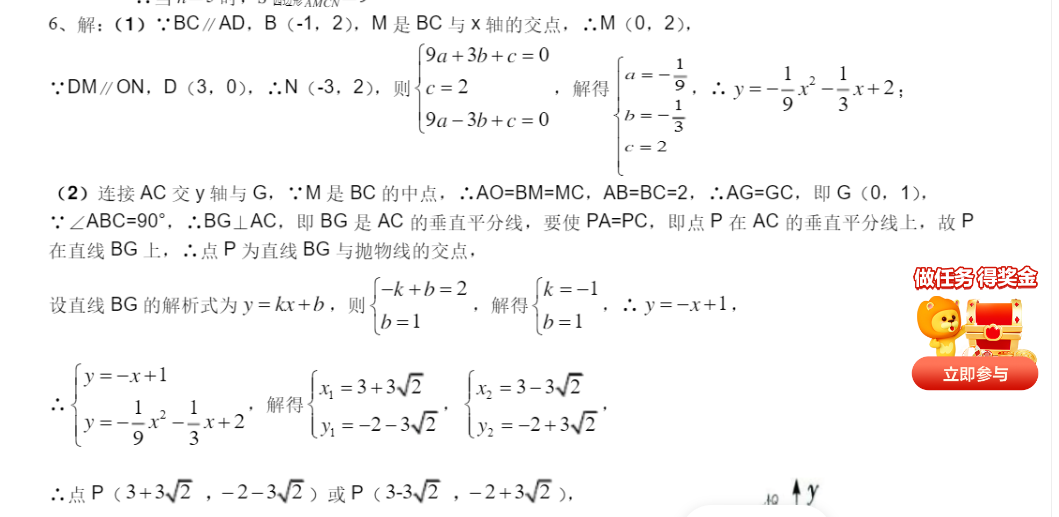 6、解:(1)∵BC∥AD,B(-1,2),M 是 BC 与 x 轴的交点,∴M(0,2),
∵DM∥ON,D(3,0),∴N(-3,2),则 {9a+3b+c=0 c=2 9a−3b+c=0,解得 {a=−1/9 b=−1/3 c=2,∴ y=−1/9x²−1/3x+2;
(2)连接 AC 交 y 轴与 G,∵M 是 BC 的中点,∴AO=BM=MC,AB=BC=2,∴AG=GC,即 G(0,1),
∵∠ABC=90°,∴BG⊥AC,即 BG 是 AC 的垂直平分线,要使 PA=PC,即点 P 在 AC 的垂直平分线上,故 P
在直线 BG 上,∴点 P 为直线 BG 与抛物线的交点,
设直线 BG 的解析式为 y=kx+b,则 {−k+b=2 b=1,解得 {k=−1 b=1,∴ y=−x+1,
∴ {y=−x+1 y=−1/9x²−1/3x+2,解得 {x₁=3+3√2 y₁=−2−3√2,{x₂=3−3√2 y₂=−2+3√2,
∴点 P(3+3√2,−2−3√2)或 P(3-3√2,−2+3√2),
y
做任务 得奖金
立即参与